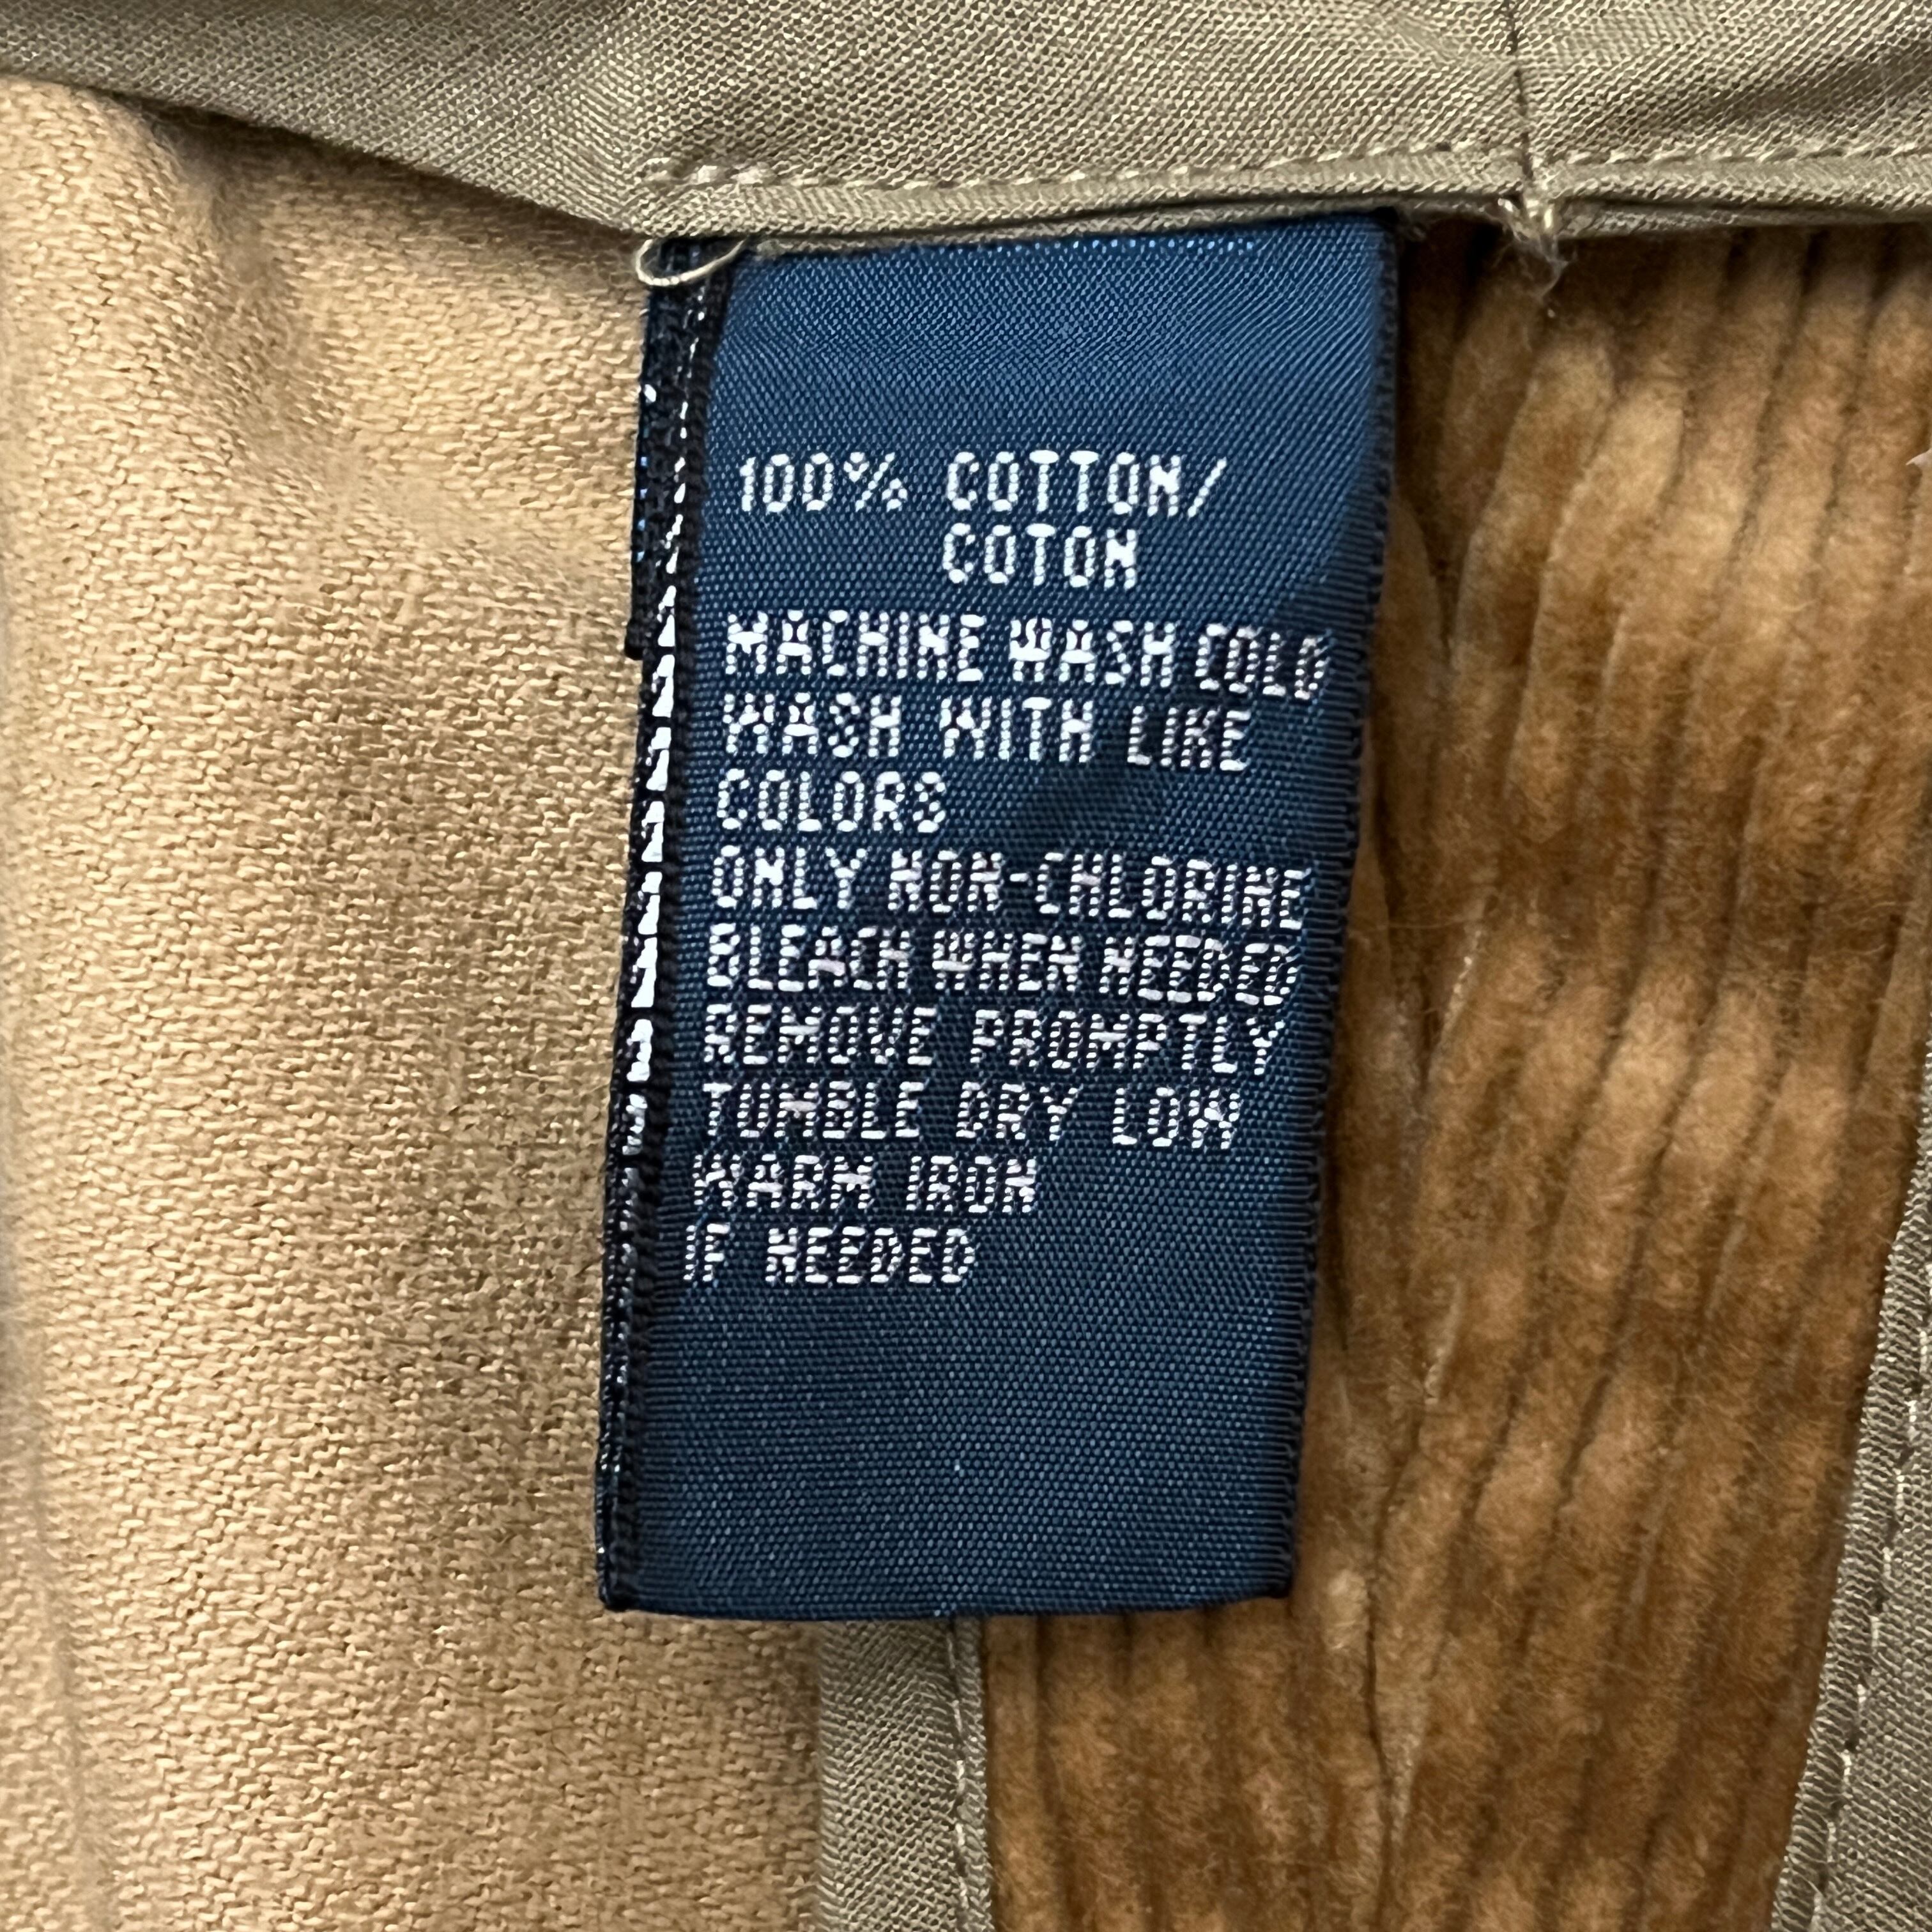 100% COTTON/
COTON
MACHINE WASH COLD
WASH WITH LIKE
COLORS
ONLY NON-CHLORINE
BLEACH WHEN NEEDED
REMOVE PROMPTLY
TUMBLE DRY LOW
WARM IRON
IF NEEDED